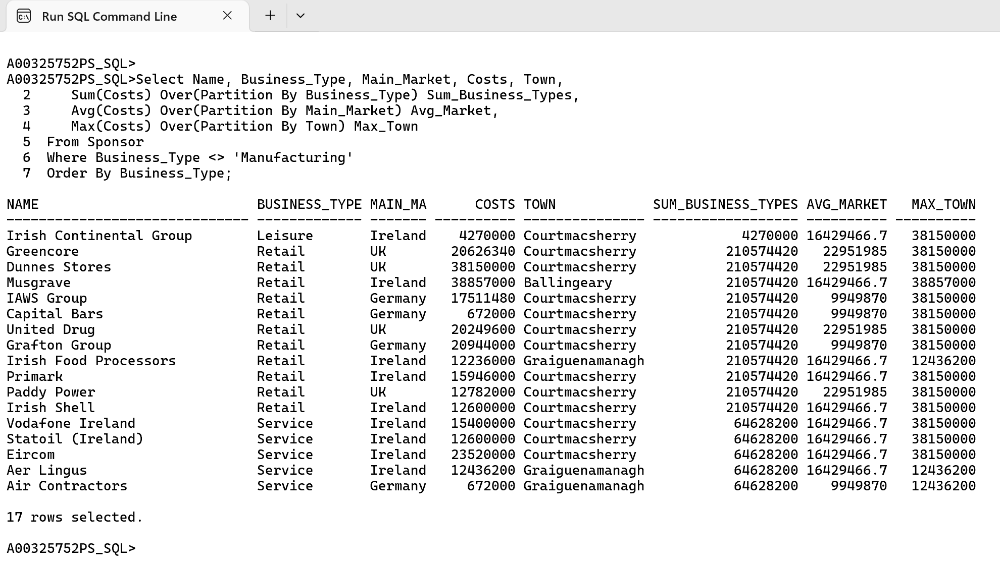 Run SQL Command Line
A00325752PS_SQL>
A00325752PS_SQL>Select Name, Business_Type, Main_Market, Costs, Town,
  2     Sum(Costs) Over(Partition By Business_Type) Sum_Business_Types,
  3     Avg(Costs) Over(Partition By Main_Market) Avg_Market,
  4     Max(Costs) Over(Partition By Town) Max_Town
  5  From Sponsor
  6  Where Business_Type <> 'Manufacturing'
  7  Order By Business_Type;
NAME                           BUSINESS_TYPE MAIN_MA      COSTS TOWN            SUM_BUSINESS_TYPES AVG_MARKET   MAX_TOWN
------------------------------ ------------- ------- ---------- --------------- ------------------ ---------- ----------
Irish Continental Group        Leisure       Ireland    4270000 Courtmacsherry             4270000 16429466.7   38150000
Greencore                      Retail        UK        20626340 Courtmacsherry           210574420   22951985   38150000
Dunnes Stores                  Retail        UK        38150000 Courtmacsherry           210574420   22951985   38150000
Musgrave                       Retail        Ireland   38857000 Ballingeary              210574420 16429466.7   38857000
IAWS Group                     Retail        Germany   17511480 Courtmacsherry           210574420    9949870   38150000
Capital Bars                   Retail        Germany     672000 Courtmacsherry           210574420    9949870   38150000
United Drug                    Retail        UK        20249600 Courtmacsherry           210574420   22951985   38150000
Grafton Group                  Retail        Germany   20944000 Courtmacsherry           210574420    9949870   38150000
Irish Food Processors          Retail        Ireland   12236000 Graiguenamanagh          210574420 16429466.7   12436200
Primark                        Retail        Ireland   15946000 Courtmacsherry           210574420 16429466.7   38150000
Paddy Power                    Retail        UK        12782000 Courtmacsherry           210574420   22951985   38150000
Irish Shell                    Retail        Ireland   12600000 Courtmacsherry           210574420 16429466.7   38150000
Vodafone Ireland               Service       Ireland   15400000 Courtmacsherry            64628200 16429466.7   38150000
Statoil (Ireland)              Service       Ireland   12600000 Courtmacsherry            64628200 16429466.7   38150000
Eircom                         Service       Ireland   23520000 Courtmacsherry            64628200 16429466.7   38150000
Aer Lingus                     Service       Ireland   12436200 Graiguenamanagh           64628200 16429466.7   12436200
Air Contractors                Service       Germany     672000 Graiguenamanagh           64628200    9949870   12436200
17 rows selected.
A00325752PS_SQL>